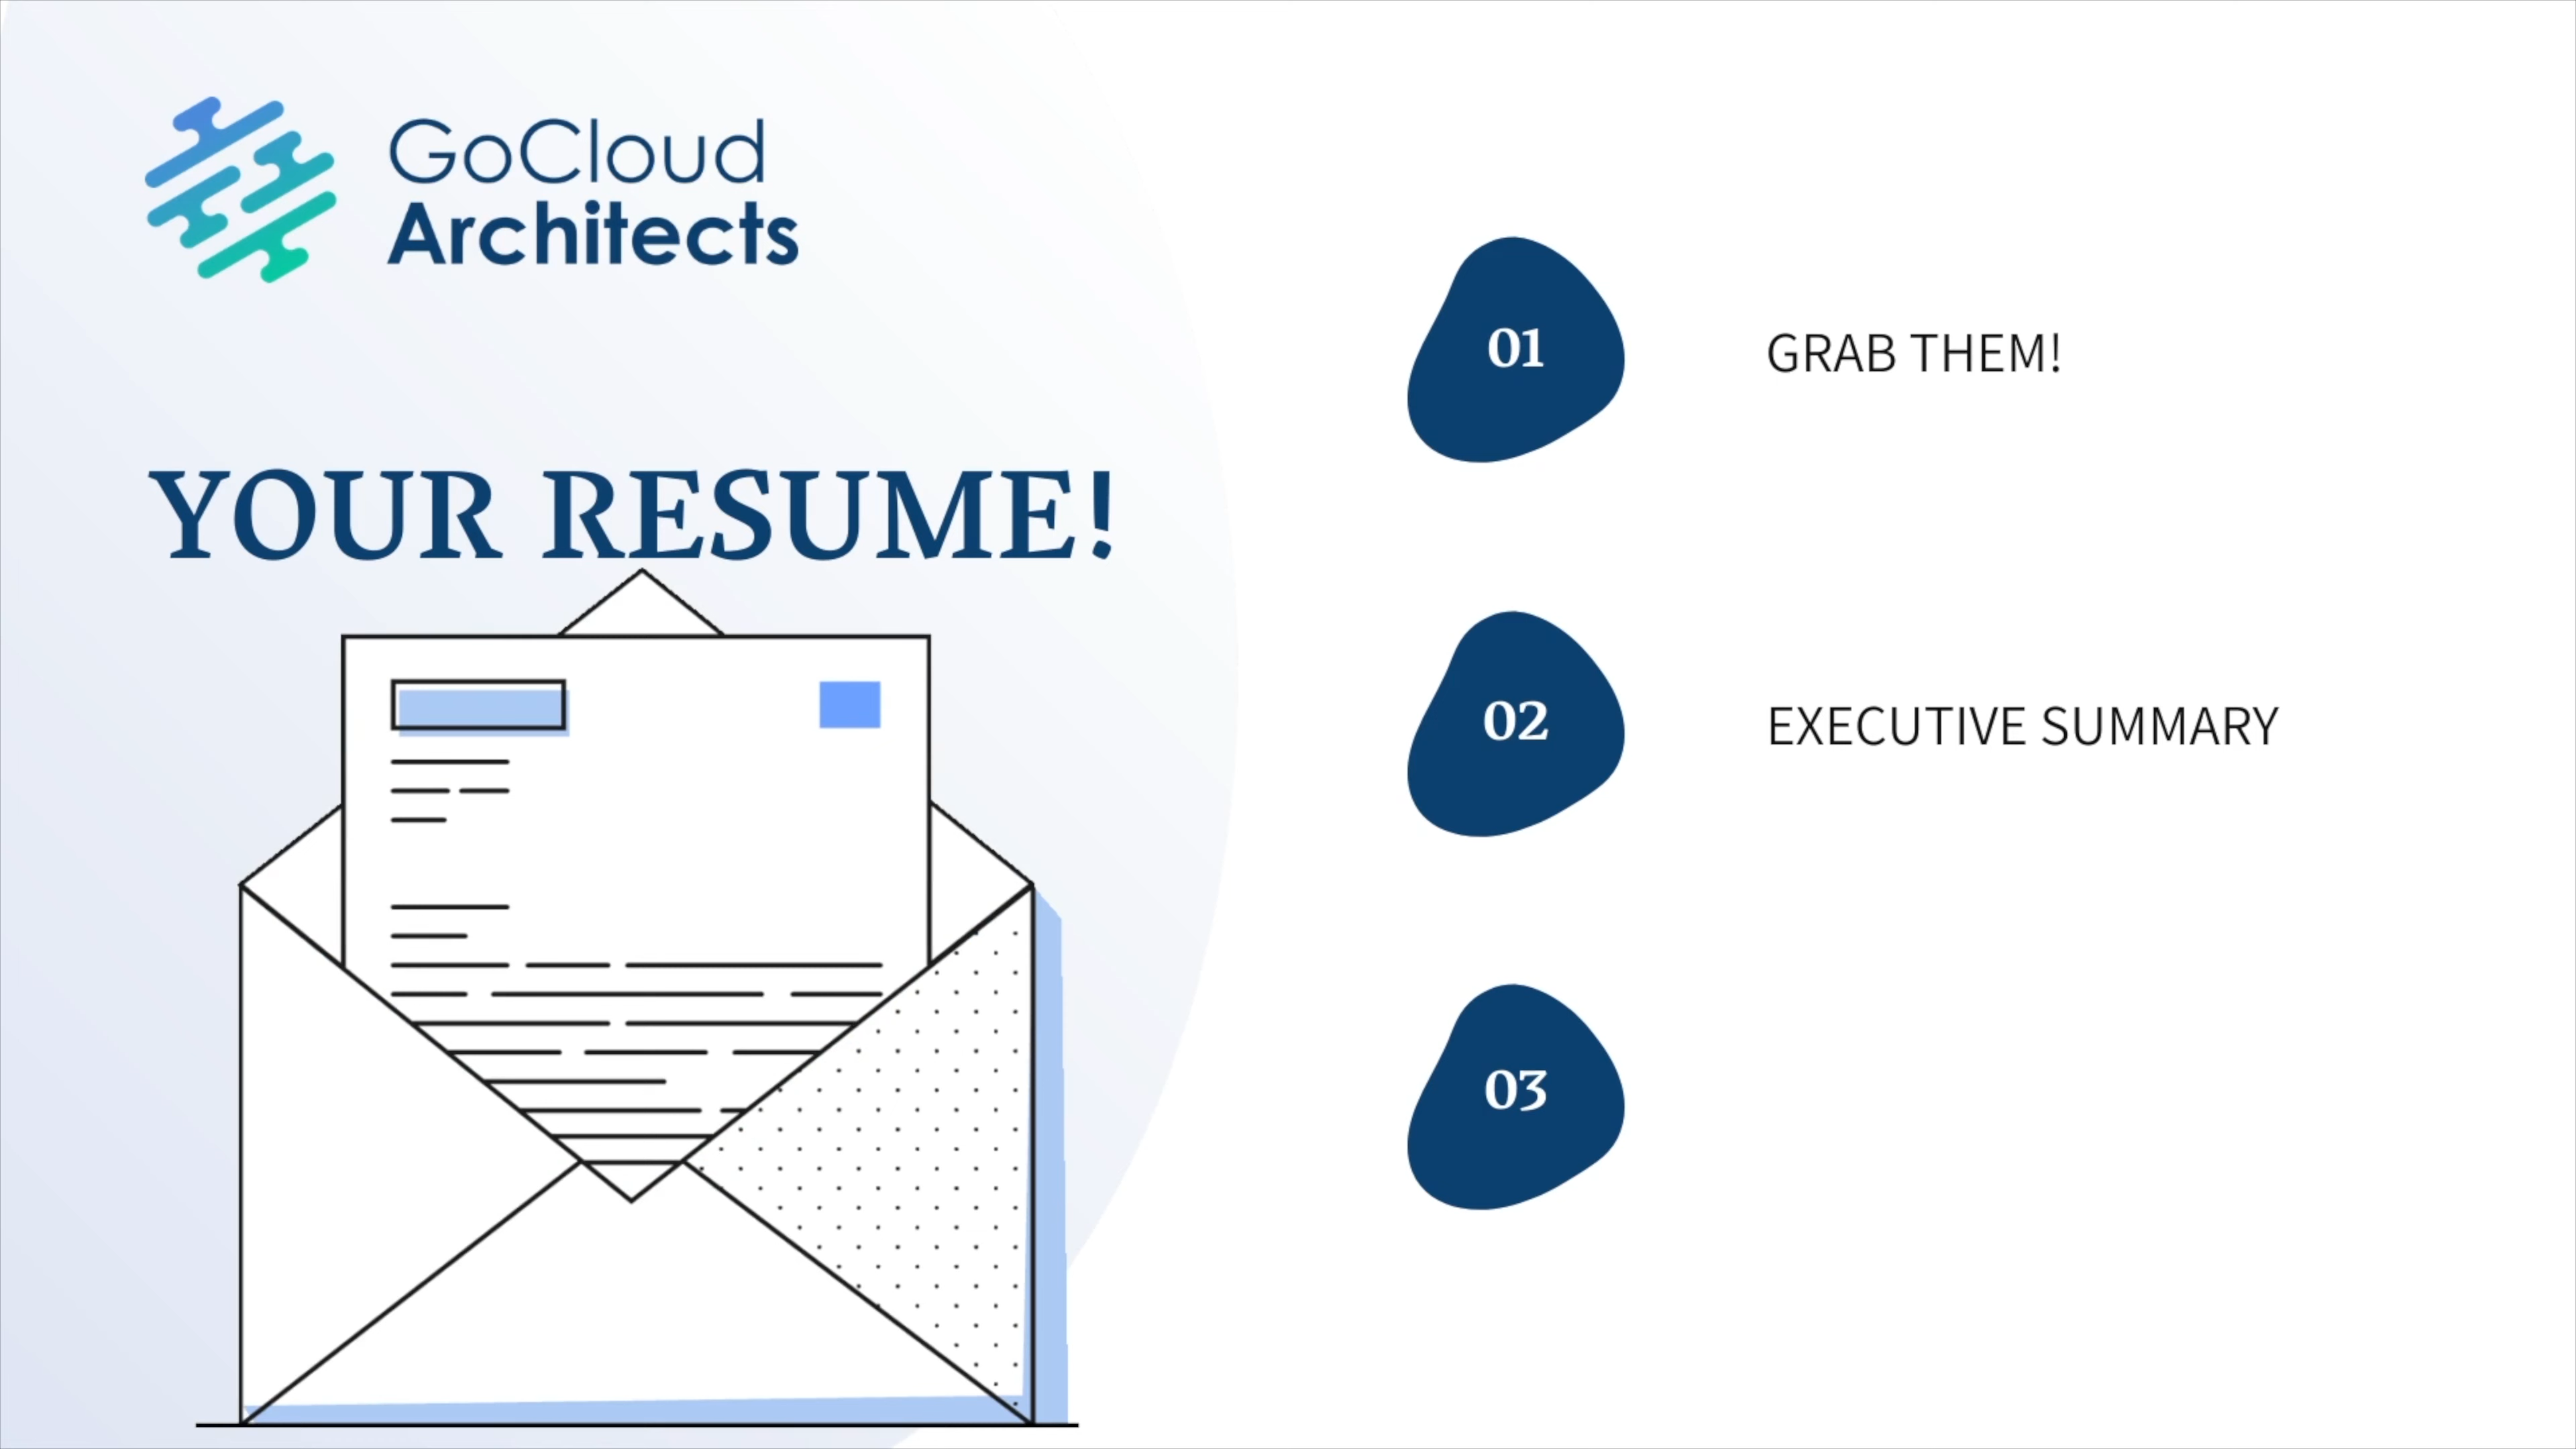 GoCloud
Architects
YOUR RESUME!
01
GRAB THEM!
02
EXECUTIVE SUMMARY
03